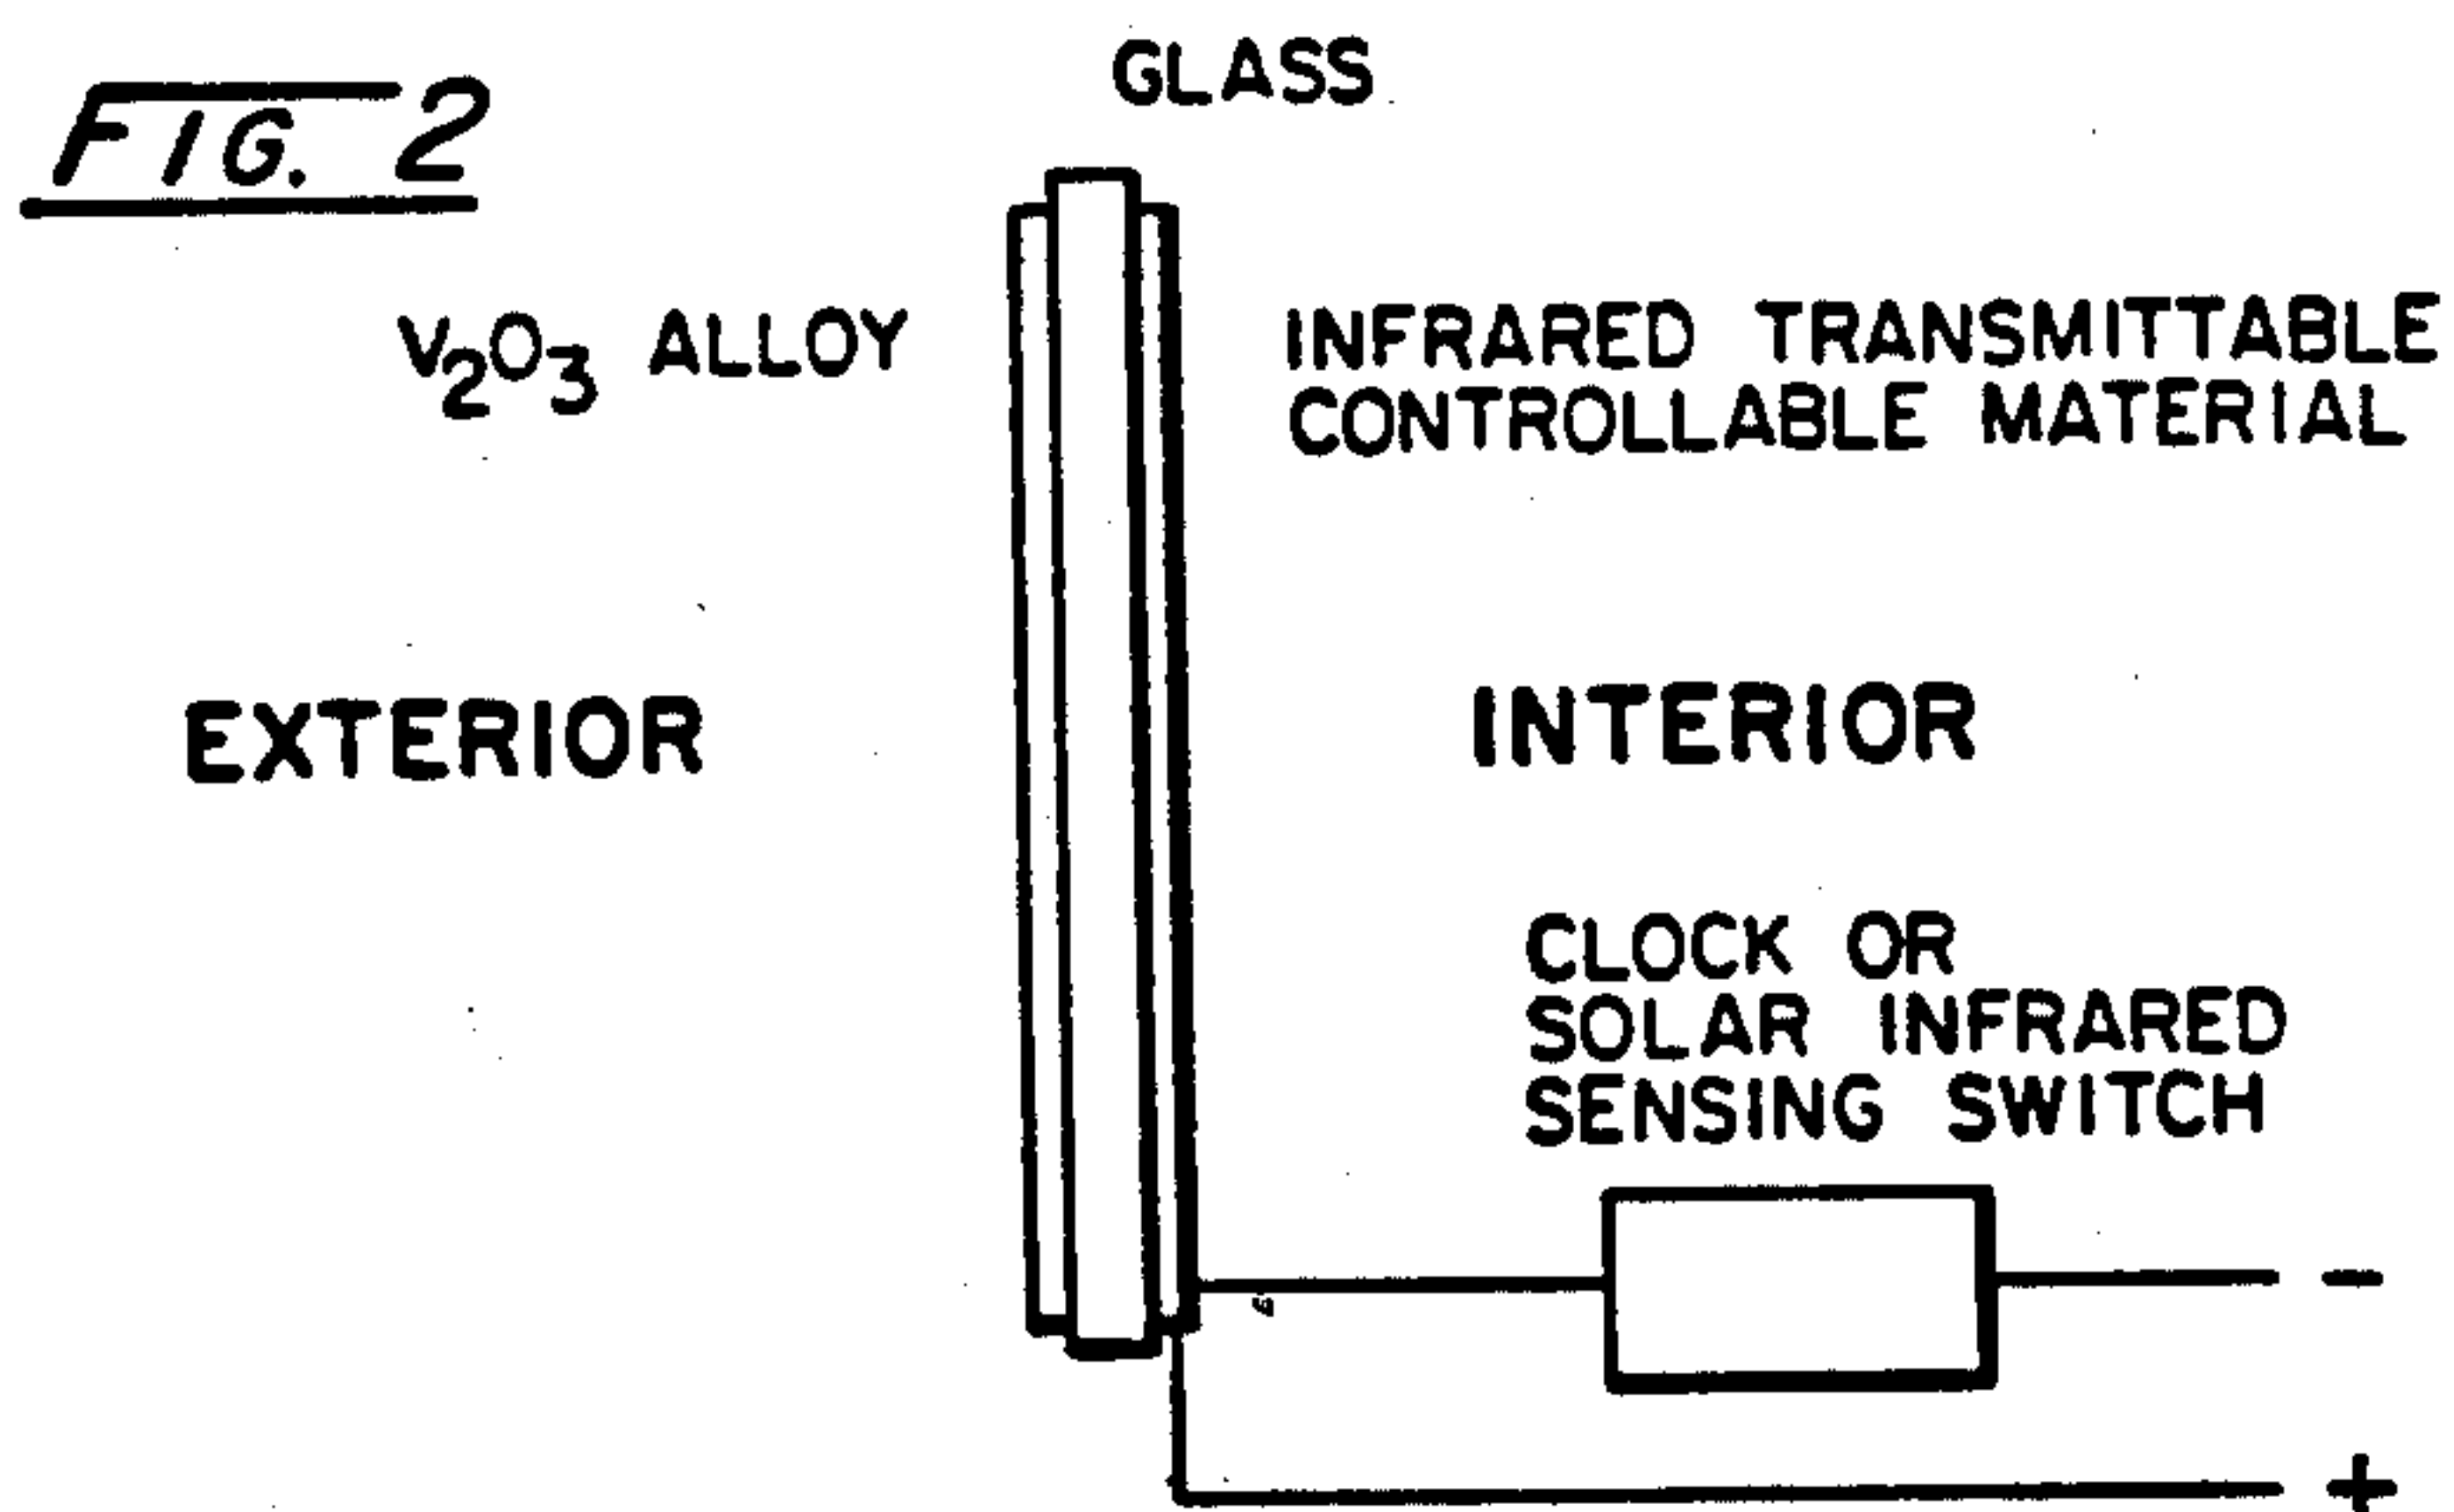 FIG. 2
GLASS
V₂O₃ ALLOY
INFRARED TRANSMITTABLE
CONTROLLABLE MATERIAL
EXTERIOR
INTERIOR
CLOCK OR
SOLAR INFRARED
SENSING SWITCH
-
+